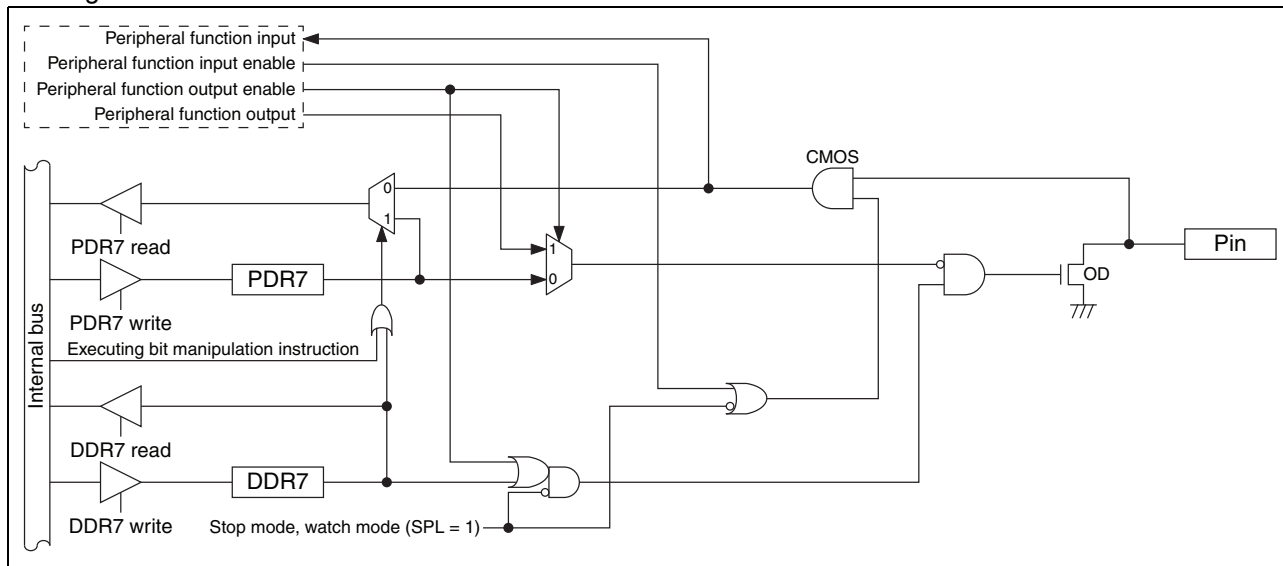 Peripheral function input
Peripheral function input enable
Peripheral function output enable
Peripheral function output
CMOS
0
1
PDR7 read
1
Pin
PDR7
0
OD
PDR7 write
Executing bit manipulation instruction
Internal bus
DDR7 read
DDR7
Stop mode, watch mode (SPL = 1)
DDR7 write